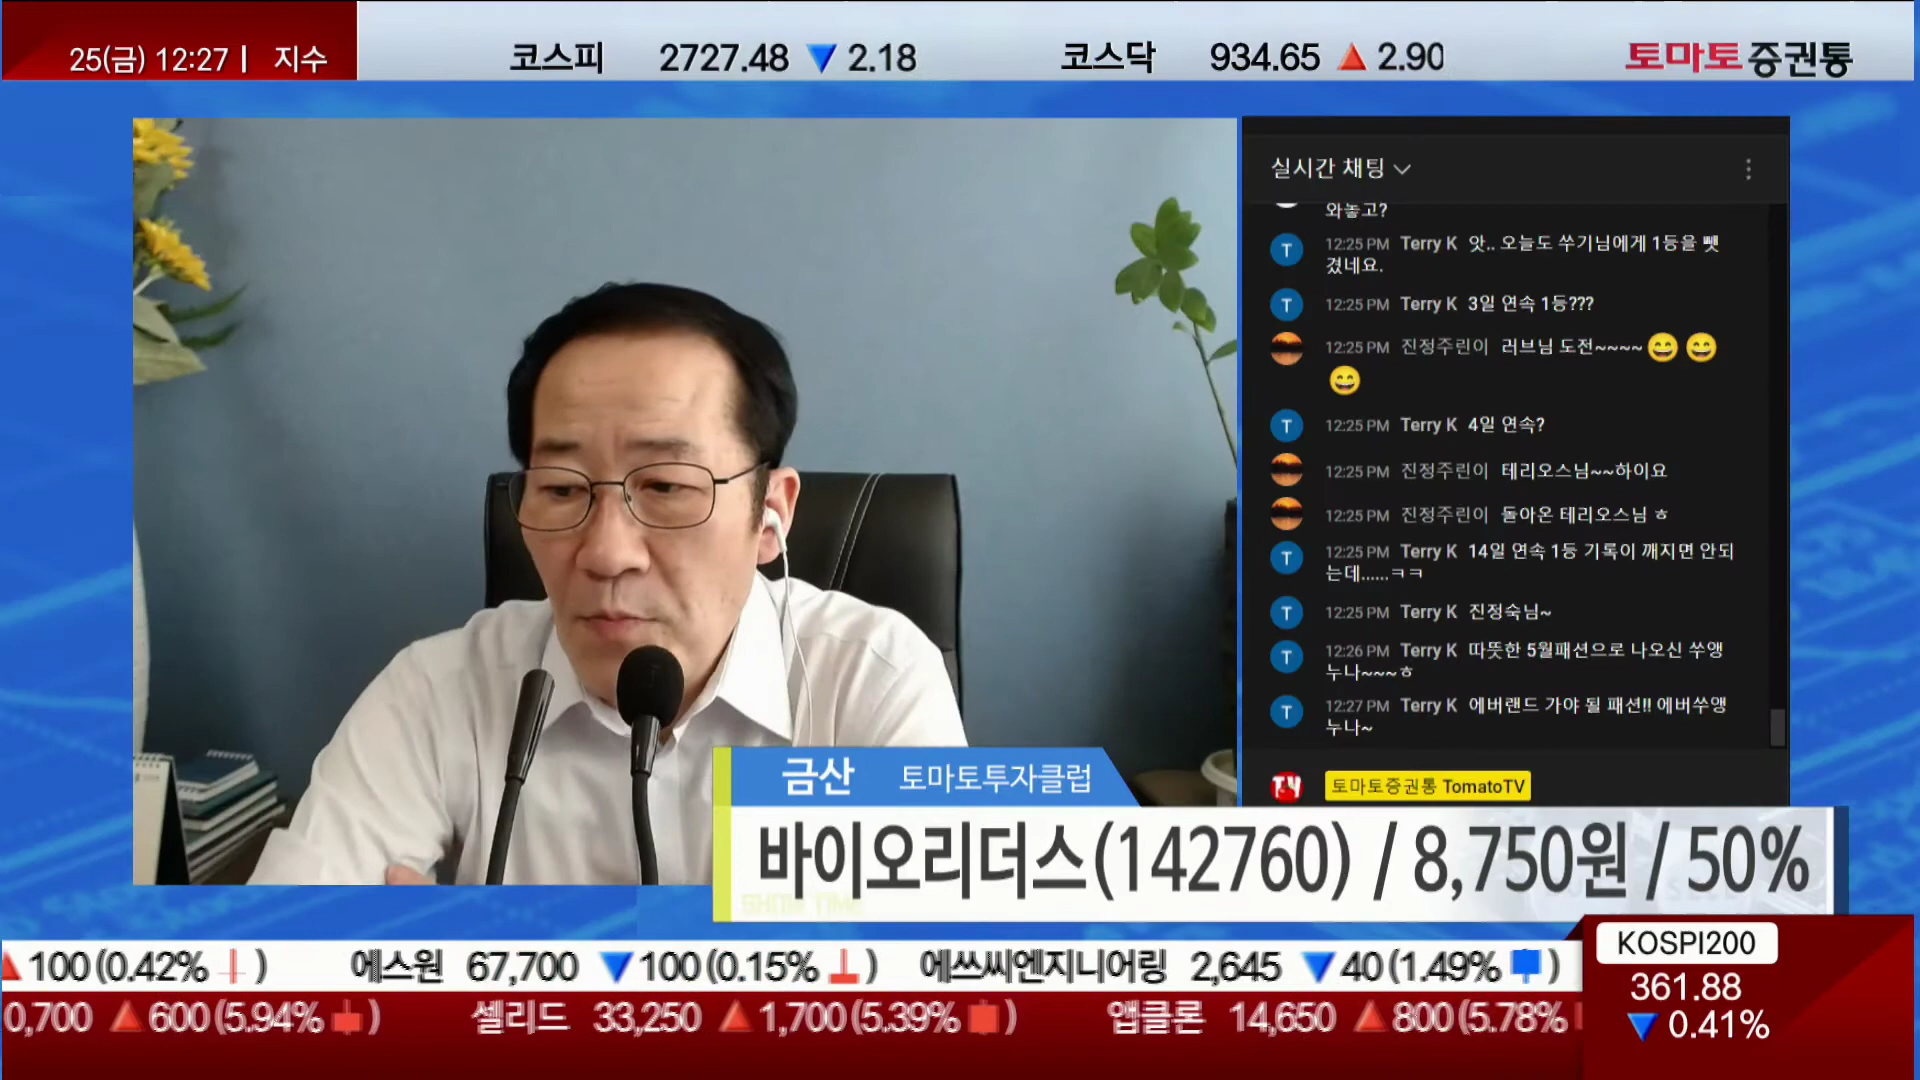 25(금) 12:27 | 지수 코스피 2727.48 ▼ 2.18 코스닥 934.65 ▲ 2.90 토마토증권통
실시간 채팅
와놓고?
T 12:25 PM Terry K 앗.. 오늘도 쑤기님에게 1등을 뺏
겼네요.
T 12:25 PM Terry K 3일 연속 1등???
12:25 PM 진정주린이 러브님 도전~~~~😄 😄
😄
T 12:25 PM Terry K 4일 연속?
12:25 PM 진정주린이 테리오스님~~하이요
12:25 PM 진정주린이 돌아온 테리오스님 ㅎ
T 12:25 PM Terry K 14일 연속 1등 기록이 깨지면 안되
는데......ㅋㅋ
T 12:25 PM Terry K 진정숙님~
T 12:26 PM Terry K 따뜻한 5월패션으로 나오신 쑤앵
누나~~~ㅎ
T 12:27 PM Terry K 에버랜드 가야 될 패션!! 에버쑤앵
누나~
토마토증권통 TomatoTV
금산 토마토투자클럽
바이오리더스(142760) / 8,750원 / 50%
SHOW TIME
▲100(0.42% ) 에스원 67,700 ▼100(0.15% ) 에쓰씨엔지니어링 2,645 ▼40(1.49% )
0,700 ▲600(5.94% ) 셀리드 33,250 ▲1,700(5.39% ) 앱클론 14,650 ▲800(5.78%
KOSPI200
361.88
▼ 0.41%